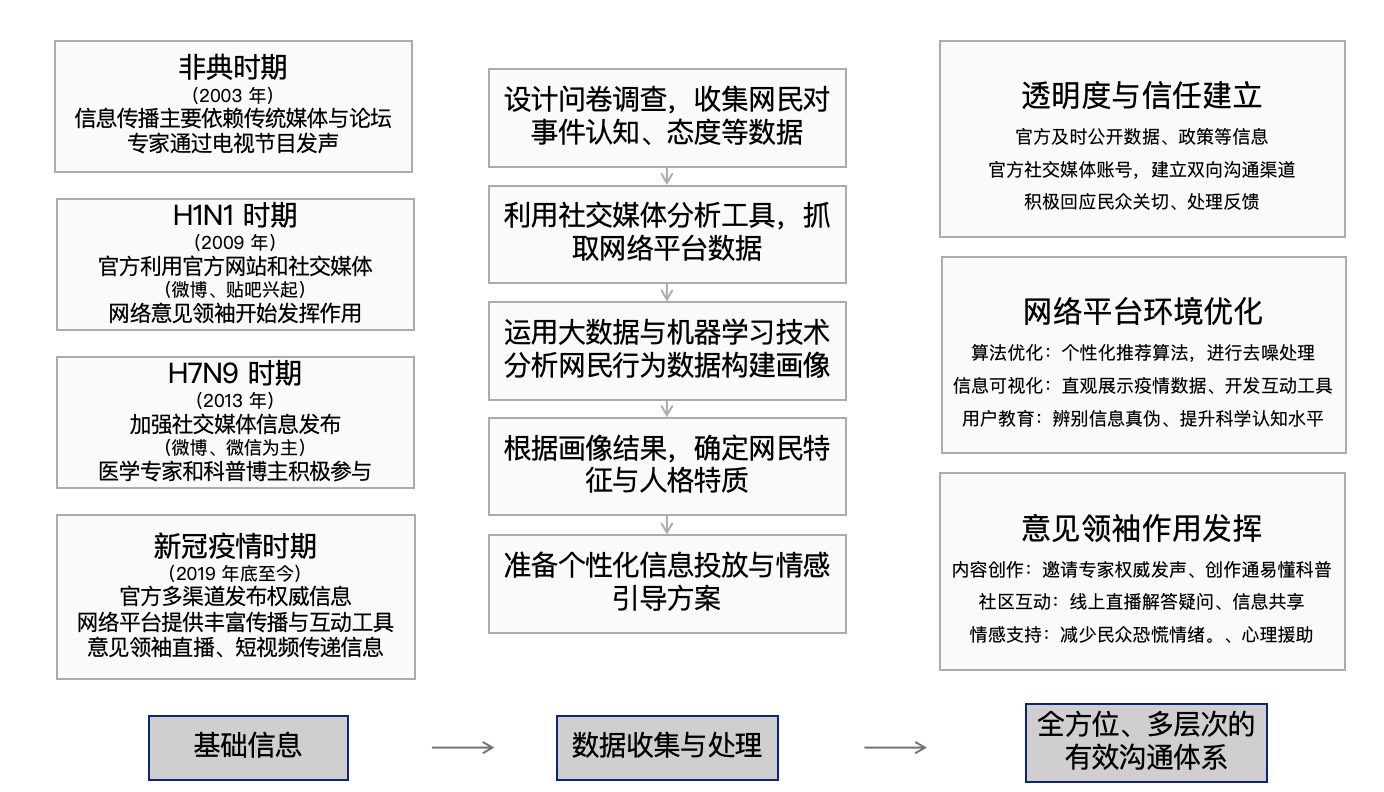 非典时期
(2003 年)
信息传播主要依赖传统媒体与论坛
专家通过电视节目发声
H1N1 时期
(2009 年)
官方利用官方网站和社交媒体
(微博、贴吧兴起)
网络意见领袖开始发挥作用
H7N9 时期
(2013 年)
加强社交媒体信息发布
(微博、微信为主)
医学专家和科普博主积极参与
新冠疫情时期
(2019 年底至今)
官方多渠道发布权威信息
网络平台提供丰富传播与互动工具
意见领袖直播、短视频传递信息
基础信息
设计问卷调查，收集网民对
事件认知、态度等数据
利用社交媒体分析工具，抓
取网络平台数据
运用大数据与机器学习技术
分析网民行为数据构建画像
根据画像结果，确定网民特
征与人格特质
准备个性化信息投放与情感
引导方案
数据收集与处理
透明度与信任建立
官方及时公开数据、政策等信息
官方社交媒体账号，建立双向沟通渠道
积极回应民众关切、处理反馈
网络平台环境优化
算法优化：个性化推荐算法，进行去噪处理
信息可视化：直观展示疫情数据、开发互动工具
用户教育：辨别信息真伪、提升科学认知水平
意见领袖作用发挥
内容创作：邀请专家权威发声、创作通易懂科普
社区互动：线上直播解答疑问、信息共享
情感支持：减少民众恐慌情绪。、心理援助
全方位、多层次的
有效沟通体系